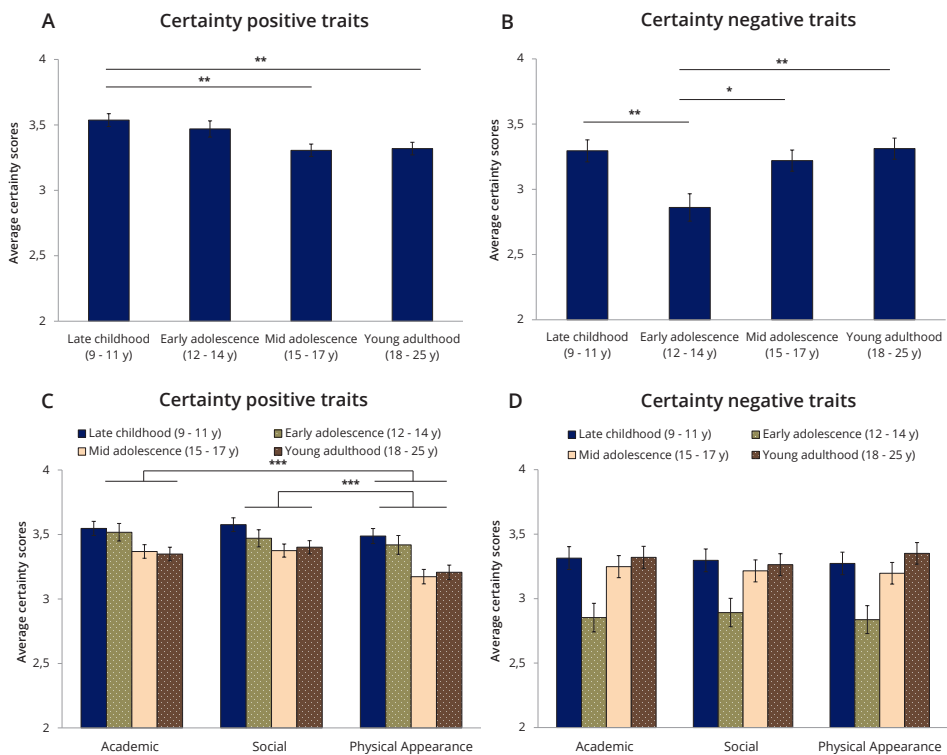 A
Certainty positive traits
Average certainty scores
4
3,5
3
2,5
2
**
**
Late childhood
(9 - 11 y)
Early adolescence
(12 - 14 y)
Mid adolescence
(15 - 17 y)
Young adulthood
(18 - 25 y)
B
Certainty negative traits
Average certainty scores
4
3,5
3
2,5
2
**
*
**
Late childhood
(9 - 11 y)
Early adolescence
(12 - 14 y)
Mid adolescence
(15 - 17 y)
Young adulthood
(18 - 25 y)
C
Certainty positive traits
Late childhood (9 - 11 y)
Early adolescence (12 - 14 y)
Mid adolescence (15 - 17 y)
Young adulthood (18 - 25 y)
Average certainty scores
4
3,5
3
2,5
2
***
***
Academic
Social
Physical Appearance
D
Certainty negative traits
Late childhood (9 - 11 y)
Early adolescence (12 - 14 y)
Mid adolescence (15 - 17 y)
Young adulthood (18 - 25 y)
Average certainty scores
4
3,5
3
2,5
2
Academic
Social
Physical Appearance